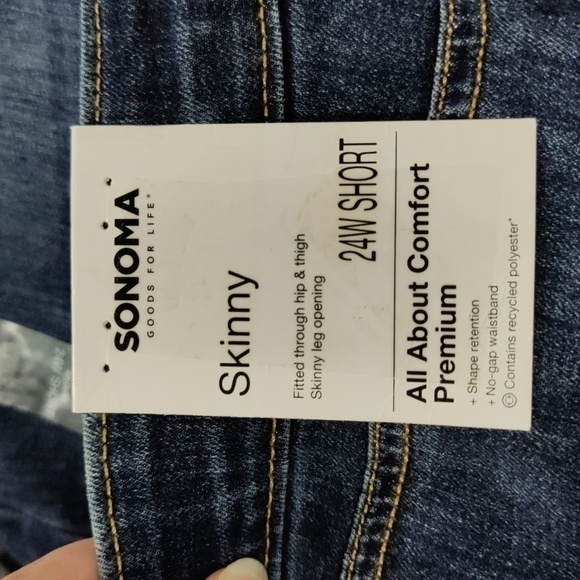 SONOMA
GOODS FOR LIFE®
Skinny
Fitted through hip & thigh
Skinny leg opening
24W SHORT
All About Comfort
Premium
+ Shape retention
+ No-gap waistband
Contains recycled polyester*